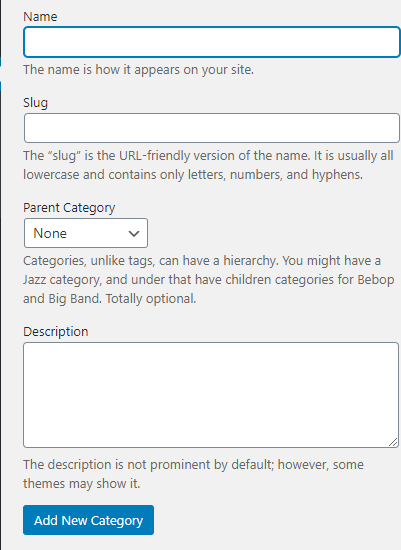 Name
The name is how it appears on your site.
Slug
The “slug” is the URL-friendly version of the name. It is usually all
lowercase and contains only letters, numbers, and hyphens.
Parent Category
None
Categories, unlike tags, can have a hierarchy. You might have a
Jazz category, and under that have children categories for Bebop
and Big Band. Totally optional.
Description
The description is not prominent by default; however, some
themes may show it.
Add New Category